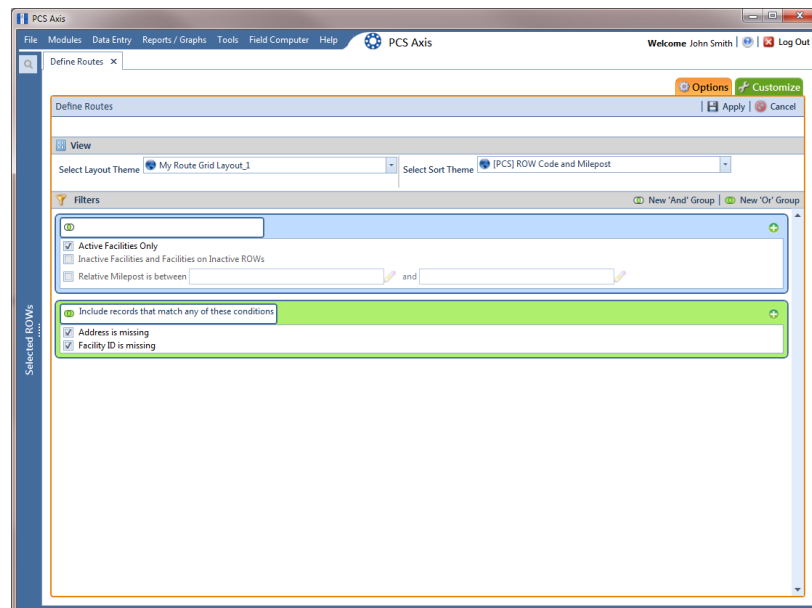 PCS Axis
File Modules Data Entry Reports / Graphs Tools Field Computer Help PCS Axis Welcome John Smith | | Log Out
Define Routes X
Options Customize
Define Routes | Apply | Cancel
View
Select Layout Theme My Route Grid Layout_1 Select Sort Theme [PCS] ROW Code and Milepost
Filters New 'And' Group | New 'Or' Group
Active Facilities Only
Inactive Facilities and Facilities on Inactive ROWs
Relative Milepost is between and
Include records that match any of these conditions
Address is missing
Facility ID is missing
Selected ROWs